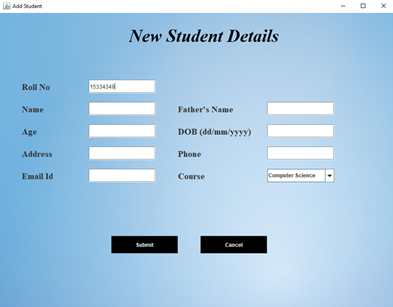 Add Student
New Student Details
Roll No 15334349
Name Father's Name
Age DOB (dd/mm/yyyy)
Address Phone
Email Id Course Computer Science
Submit Cancel